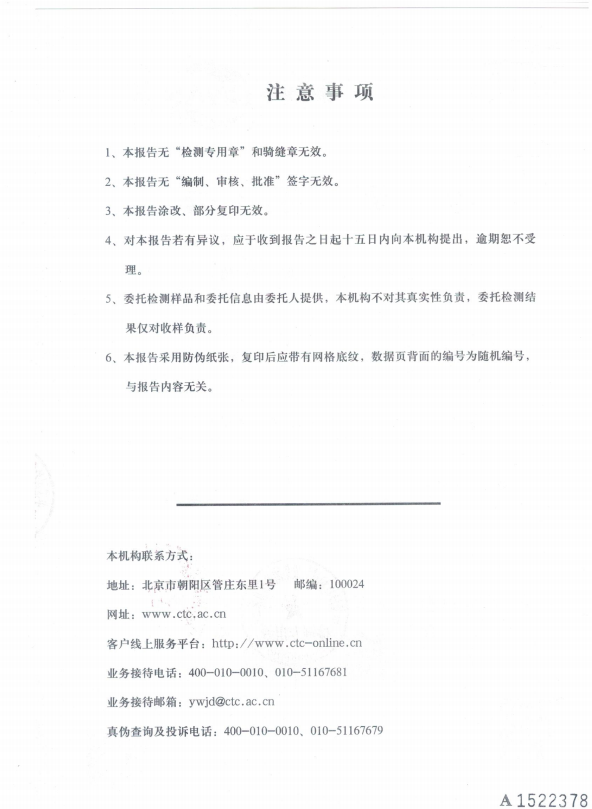 注意事项
1、本报告无“检测专用章”和骑缝章无效。
2、本报告无“编制、审核、批准”签字无效。
3、本报告涂改、部分复印无效。
4、对本报告若有异议，应于收到报告之日起十五日内向本机构提出，逾期恕不受
理。
5、委托检测样品和委托信息由委托人提供，本机构不对其真实性负责，委托检测结
果仅对收样负责。
6、本报告采用防伪纸张，复印后应带有网格底纹，数据页背面的编号为随机编号，
与报告内容无关。
本机构联系方式：
地址：北京市朝阳区管庄东里1号 邮编：100024
网址：www.ctc.ac.cn
客户线上服务平台：http://www.ctc-online.cn
业务接待电话：400-010-0010、010-51167681
业务接待邮箱：ywjd@ctc.ac.cn
真伪查询及投诉电话：400-010-0010、010-51167679
A1522378